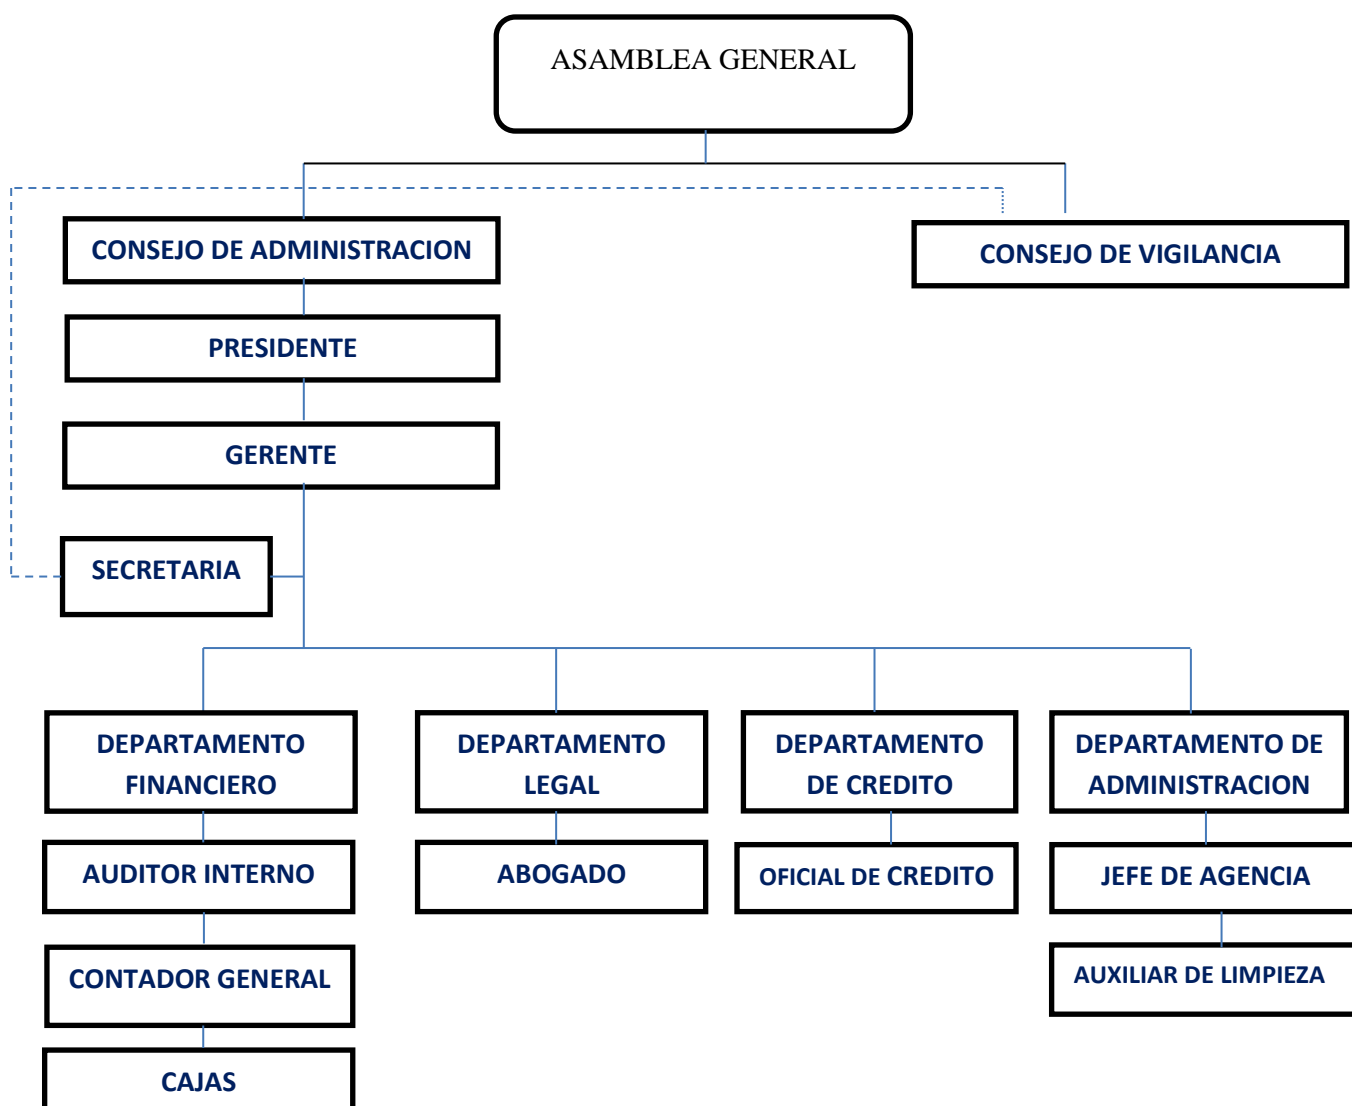 ASAMBLEA GENERAL
CONSEJO DE ADMINISTRACION
CONSEJO DE VIGILANCIA
PRESIDENTE
GERENTE
SECRETARIA
DEPARTAMENTO
FINANCIERO
DEPARTAMENTO
LEGAL
DEPARTAMENTO
DE CREDITO
DEPARTAMENTO DE
ADMINISTRACION
AUDITOR INTERNO
ABOGADO
OFICIAL DE CREDITO
JEFE DE AGENCIA
CONTADOR GENERAL
AUXILIAR DE LIMPIEZA
CAJAS